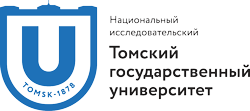 U
TOMSK-1878
Национальный
исследовательский
Томский
государственный
университет